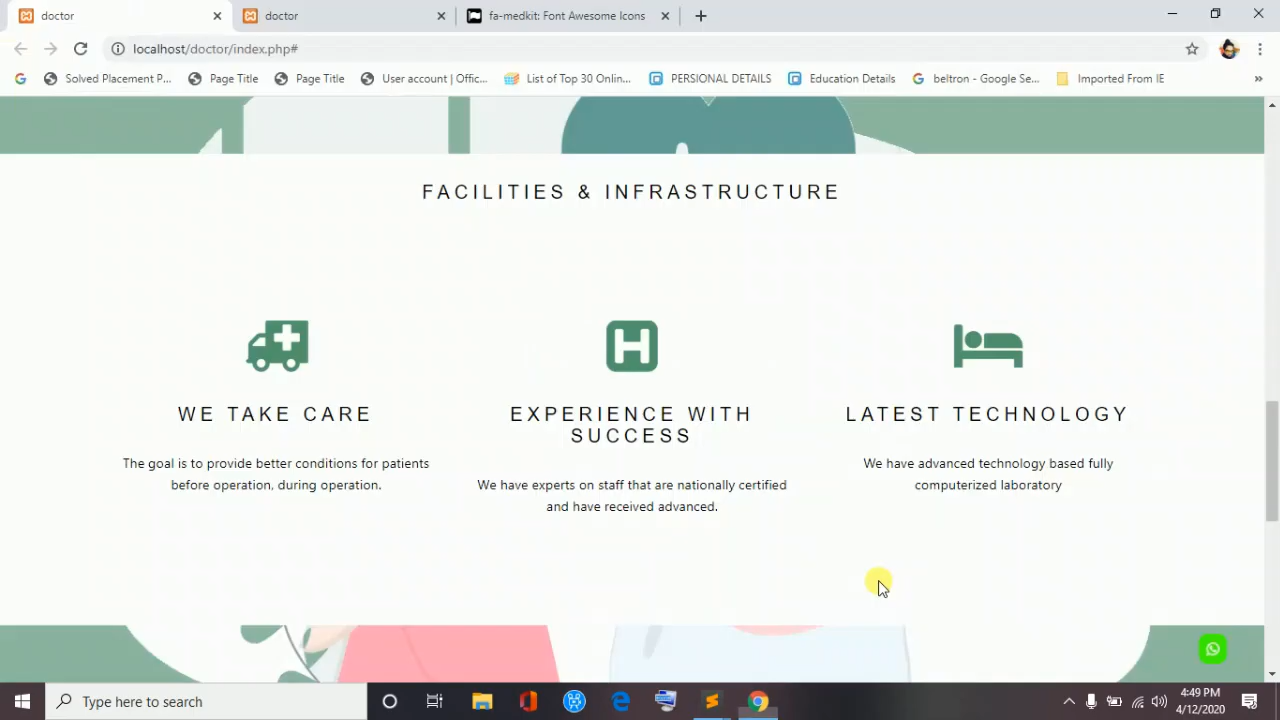 doctor
doctor
fa-medkit: Font Awesome Icons
localhost/doctor/index.php#
Solved Placement P...
Page Title
Page Title
User account | Offic...
List of Top 30 Onlin...
PERSIONAL DETAILS
Education Details
beltron - Google Se...
Imported From IE
»
FACILITIES & INFRASTRUCTURE
H
WE TAKE CARE
The goal is to provide better conditions for patients
before operation, during operation.
EXPERIENCE WITH
SUCCESS
We have experts on staff that are nationally certified
and have received advanced.
LATEST TECHNOLOGY
We have advanced technology based fully
computerized laboratory
Type here to search
4:49 PM
4/12/2020